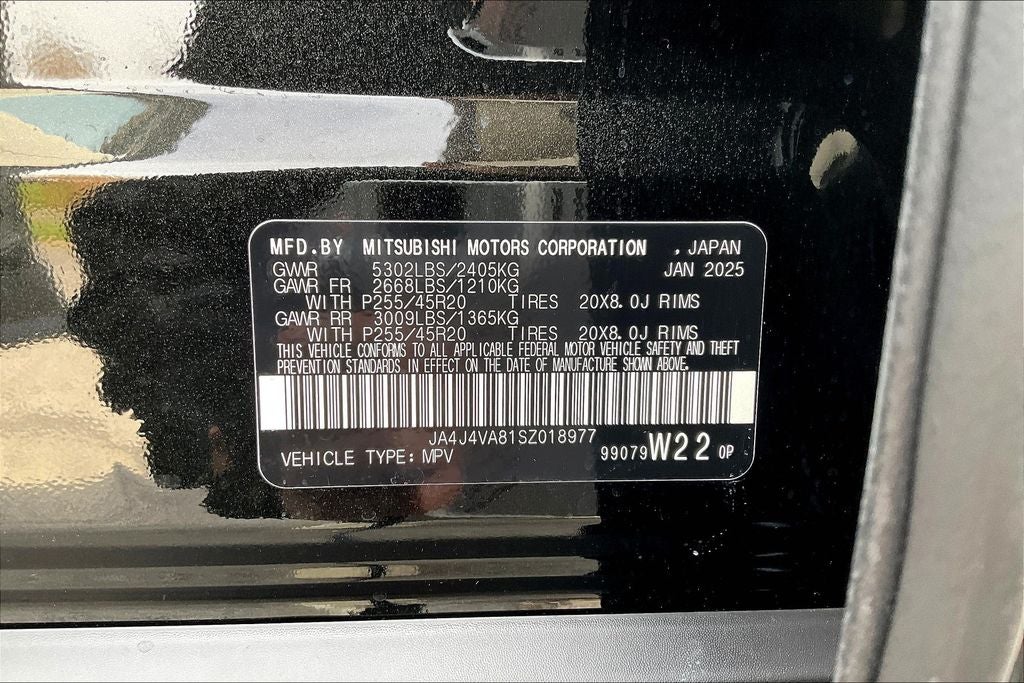 MFD.BY MITSUBISHI MOTORS CORPORATION , JAPAN
GVWR 5302LBS/2405KG JAN 2025
GAWR FR 2668LBS/1210KG
WITH P255/45R20 TIRES 20X8.0J RIMS
GAWR RR 3009LBS/1365KG
WITH P255/45R20 TIRES 20X8.0J RIMS
THIS VEHICLE CONFORMS TO ALL APPLICABLE FEDERAL MOTOR VEHICLE SAFETY AND THEFT
PREVENTION STANDARDS IN EFFECT ON THE DATE OF MANUFACTURE SHOWN ABOVE.
JA4J4VA81SZ018977
VEHICLE TYPE: MPV 99079W22 0P